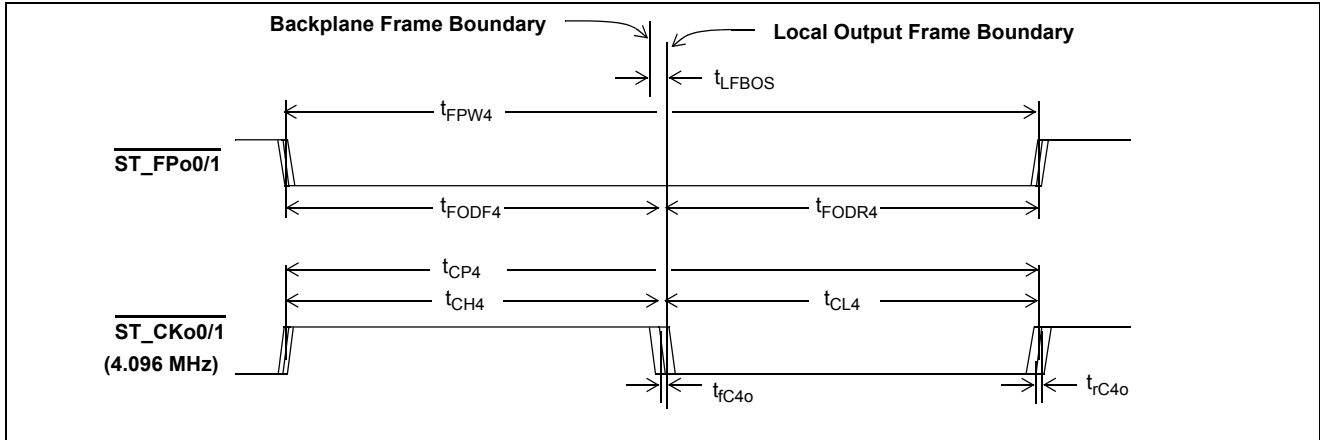 Backplane Frame Boundary
Local Output Frame Boundary
tLFBOS
tFPW4
ST_FPo0/1
tFODF4
tFODR4
tCP4
tCH4
tCL4
ST_CKo0/1
(4.096 MHz)
tfC4o
trC4o